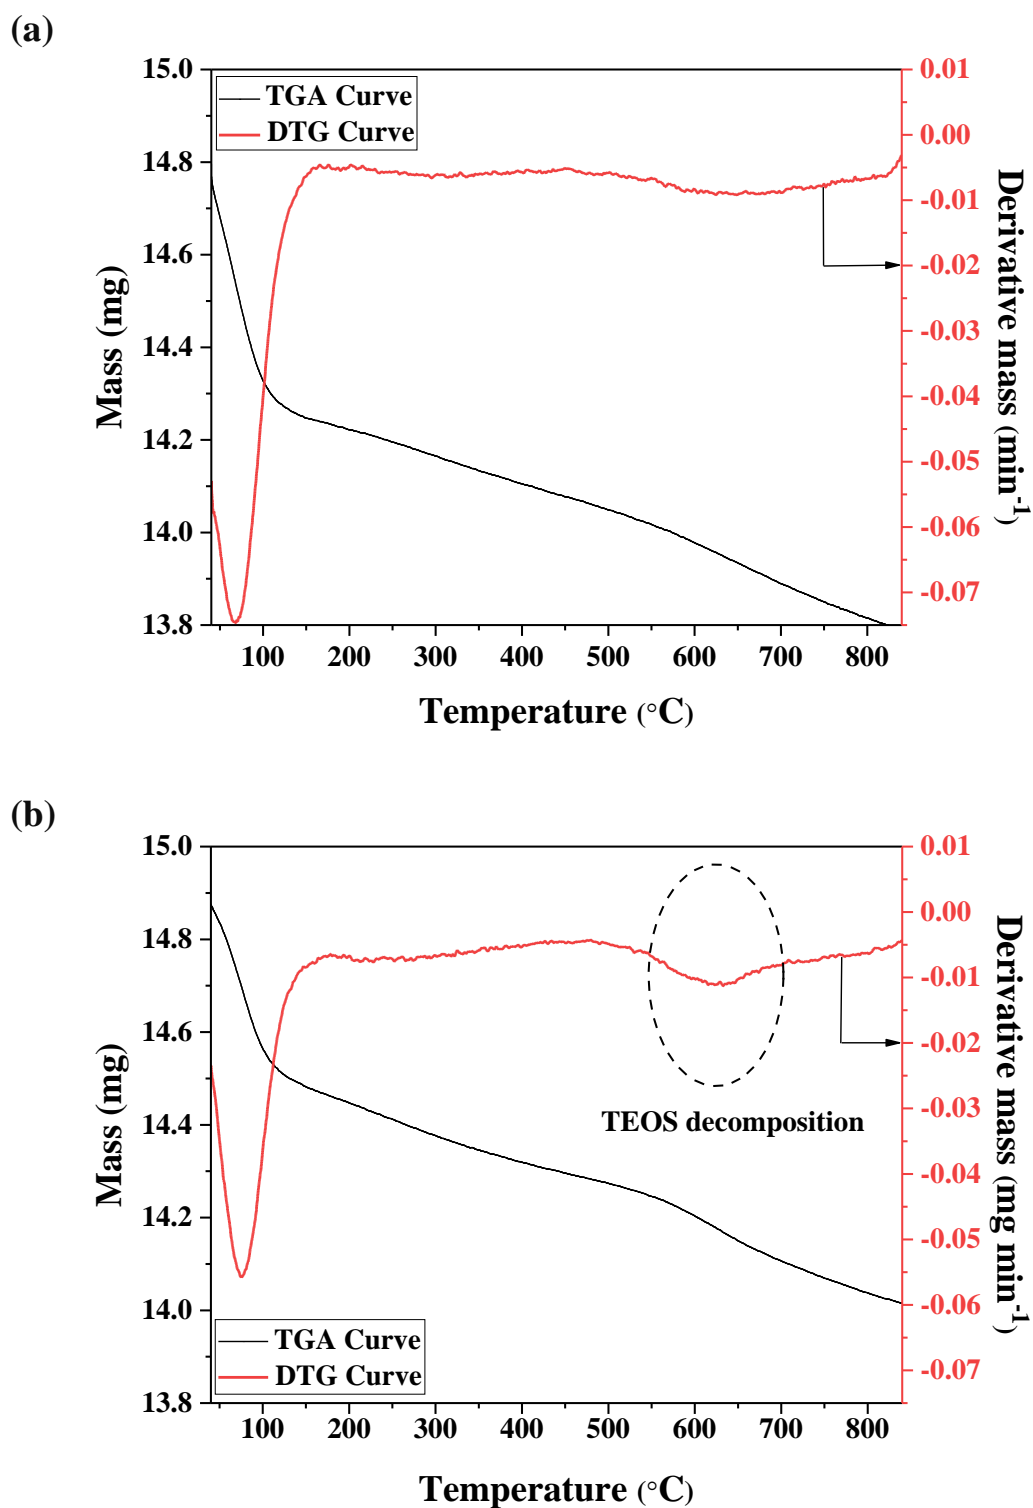 (a)
15.0
14.8
14.6
14.4
14.2
14.0
13.8
Mass (mg)
TGA Curve
DTG Curve
0.01
0.00
-0.01
-0.02
-0.03
-0.04
-0.05
-0.06
-0.07
Derivative mass (min⁻¹)
100 200 300 400 500 600 700 800
Temperature (°C)
(b)
15.0
14.8
14.6
14.4
14.2
14.0
13.8
Mass (mg)
TEOS decomposition
TGA Curve
DTG Curve
0.01
0.00
-0.01
-0.02
-0.03
-0.04
-0.05
-0.06
-0.07
Derivative mass (mg min⁻¹)
100 200 300 400 500 600 700 800
Temperature (°C)